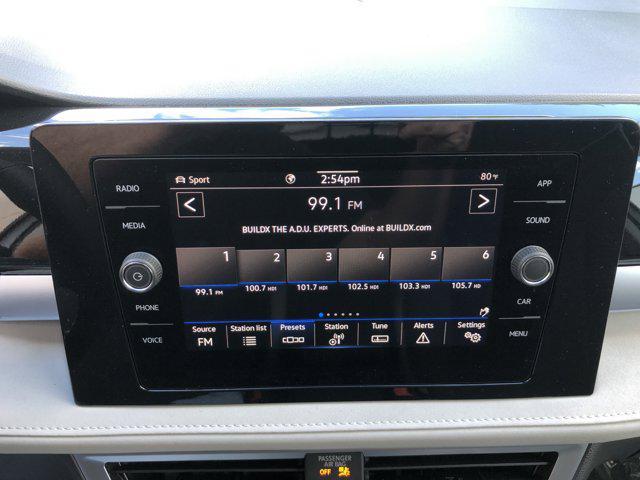 Sport 2:54pm 80°F
RADIO APP
99.1 FM
MEDIA SOUND
BUILDX THE A.D.U. EXPERTS. Online at BUILDX.com
1 2 3 4 5 6
99.1 FM 100.7 HD1 101.7 HD1 102.5 HD1 103.3 HD1 105.7 HD
PHONE CAR
Source Station list Presets Station Tune Alerts Settings
FM
VOICE MENU
PASSENGER
AIR BAG
OFF